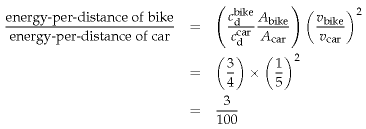 energy-per-distance of bike / energy-per-distance of car = ( c_d^bike / c_d^car A_bike / A_car ) ( v_bike / v_car )^2
= ( 3/4 ) × ( 1/5 )^2
= 3/100